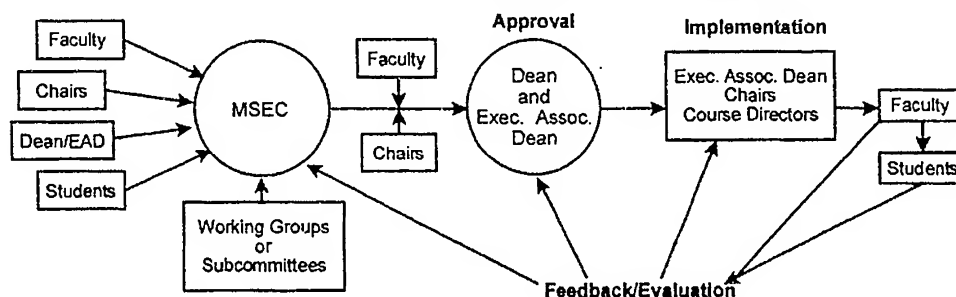 Approval
Implementation
Faculty
Chairs
Dean/EAD
Students
MSEC
Working Groups
or
Subcommittees
Faculty
Chairs
Dean
and
Exec. Assoc.
Dean
Exec. Assoc. Dean
Chairs
Course Directors
Faculty
Students
Feedback/Evaluation